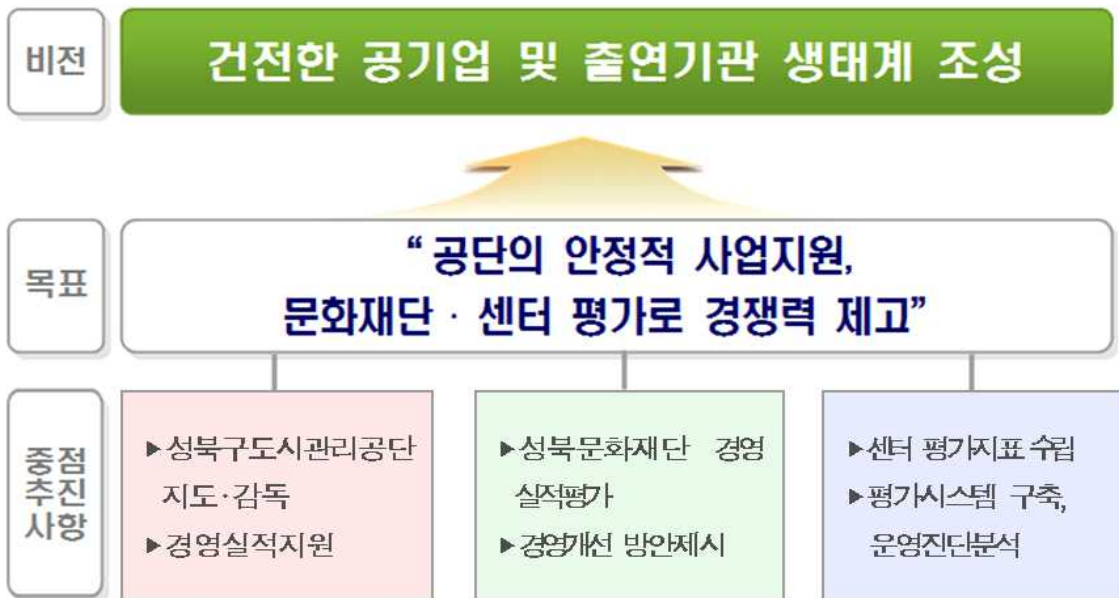 비전
건전한 공기업 및 출연기관 생태계 조성
목표
“ 공단의 안정적 사업지원,
문화재단 · 센터 평가로 경쟁력 제고”
중점
추진
사항
▶성북구도시관리공단
지도·감독
▶경영실적지원
▶성북문화재단 경영
실적평가
▶경영개선 방안제시
▶센터 평가지표 수립
▶평가시스템 구축,
운영진단분석